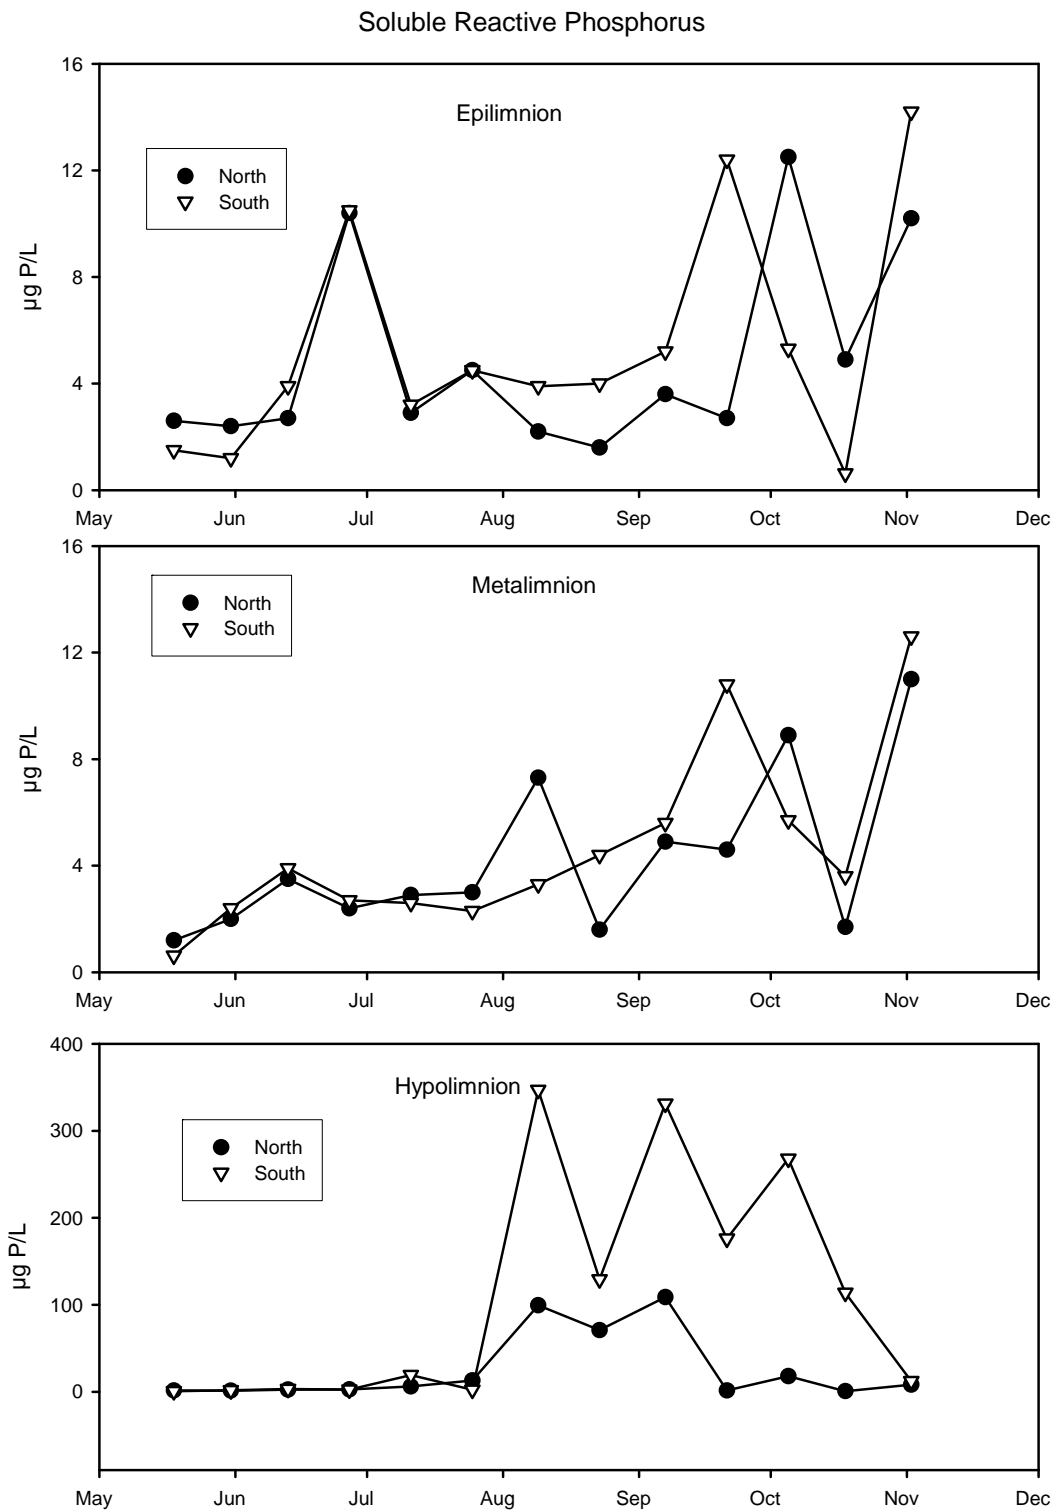 Soluble Reactive Phosphorus
16
Epilimnion
12
North
South
µg P/L
8
4
0
May Jun Jul Aug Sep Oct Nov Dec
16
Metalimnion
North
South
12
µg P/L
8
4
0
May Jun Jul Aug Sep Oct Nov Dec
400
Hypolimnion
300
North
South
200
µg P/L
100
0
May Jun Jul Aug Sep Oct Nov Dec